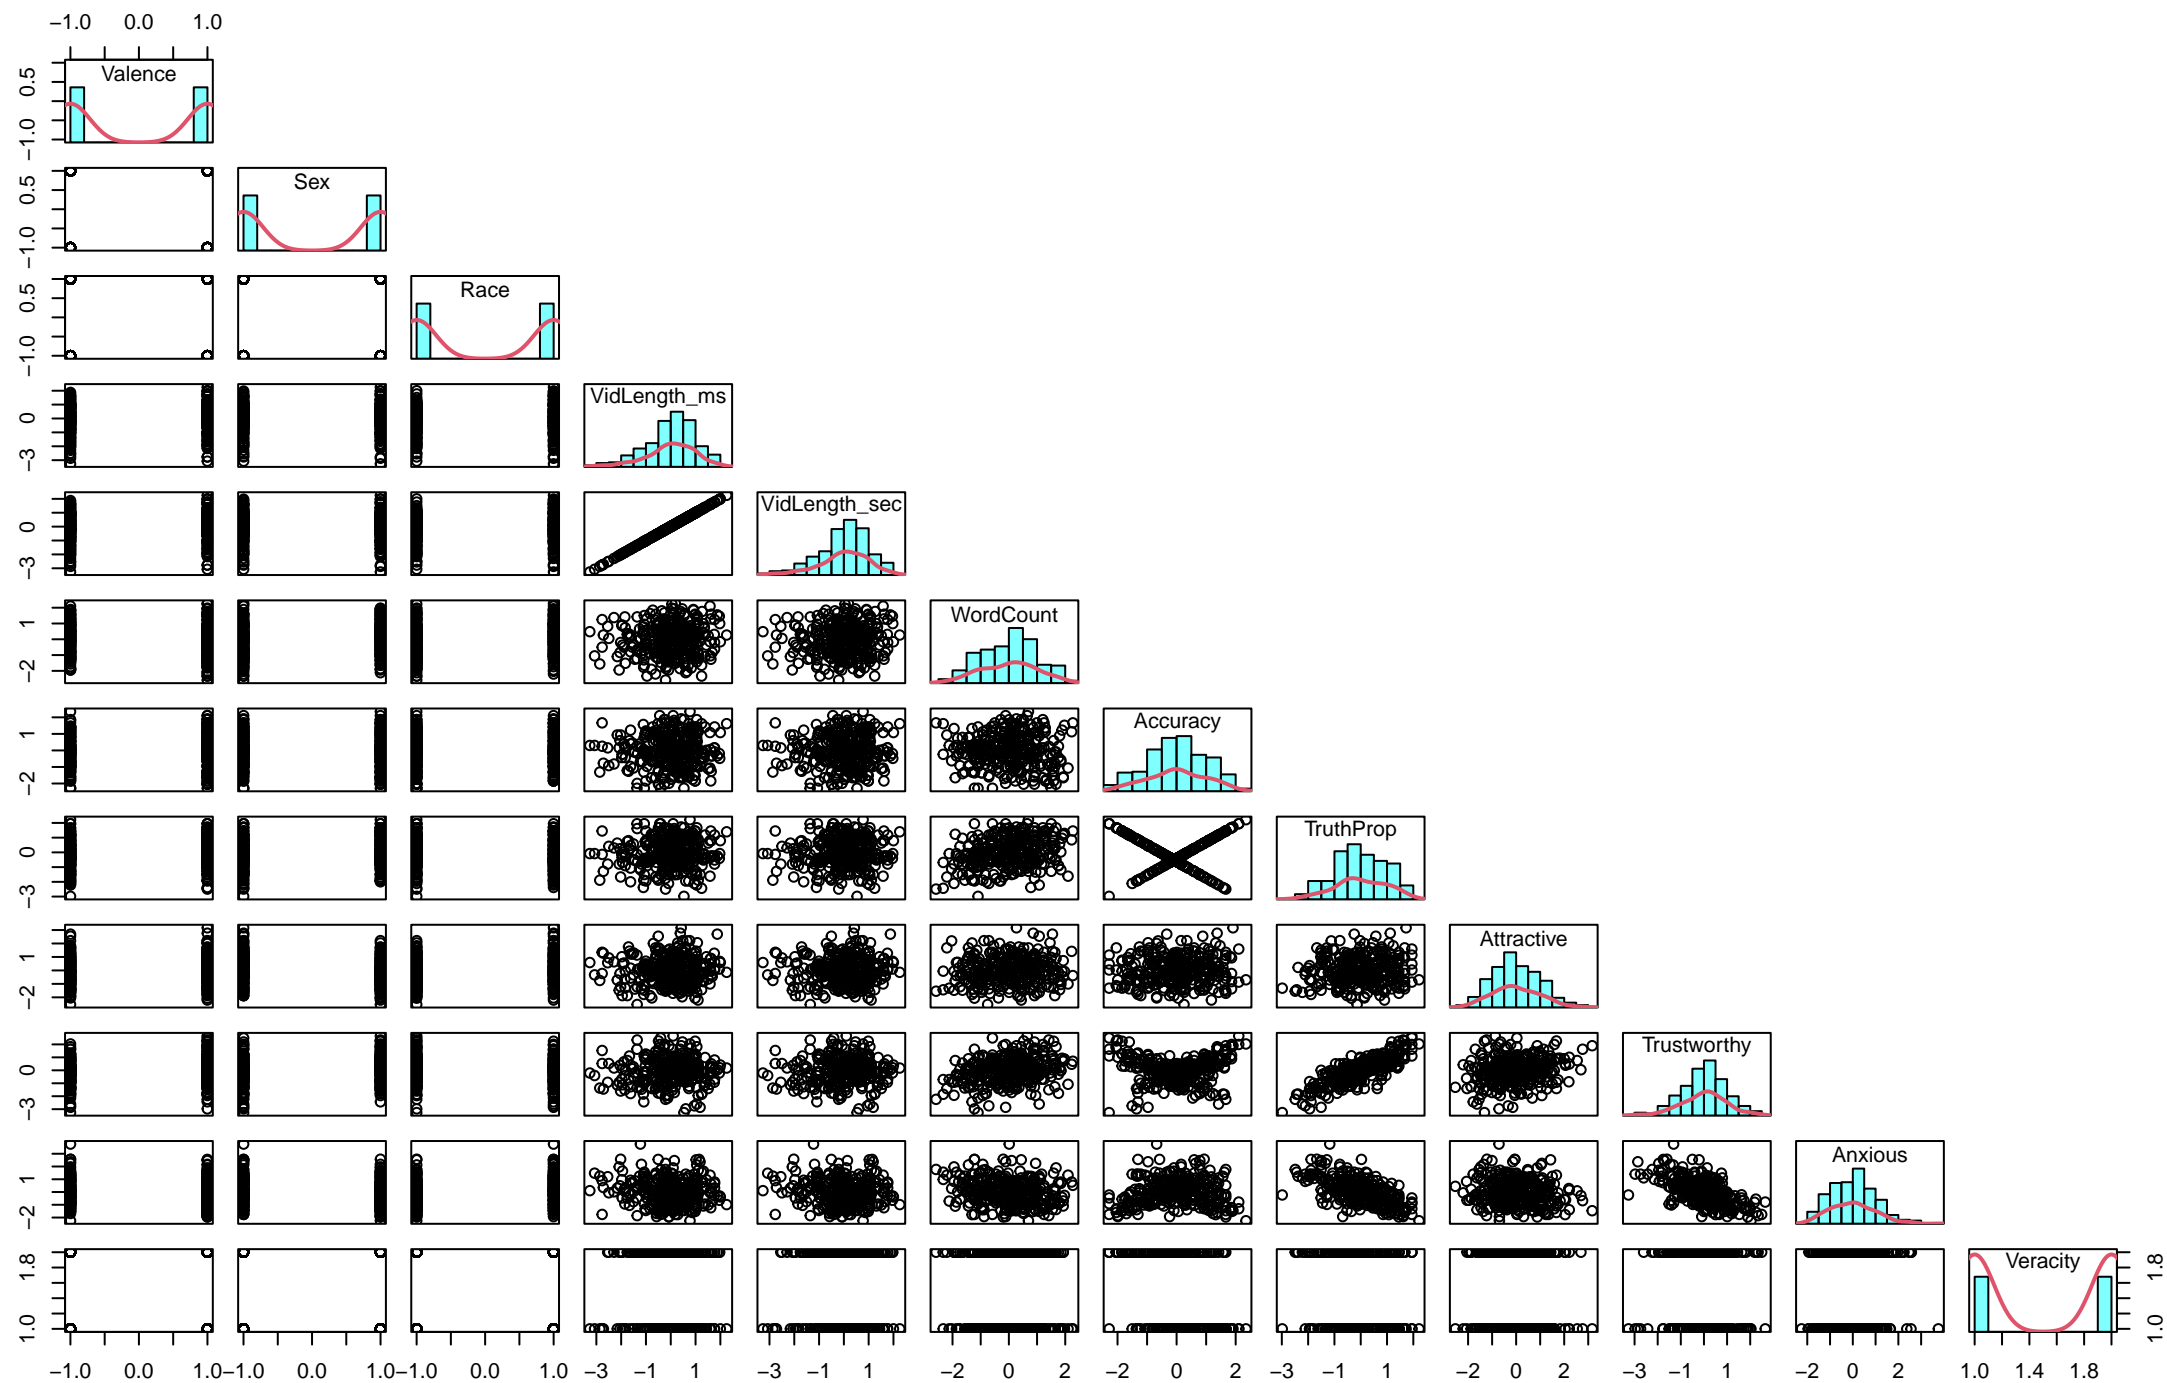 −1.0 0.0 1.0
Valence
−1.0 0.5
Sex
−1.0 0.5
Race
−1.0 0.5
VidLength_ms
−3 0
VidLength_sec
−3 0
WordCount
−2 1
Accuracy
−2 1
TruthProp
−3 0
Attractive
−2 1
Trustworthy
−3 0
Anxious
−2 1
Veracity
1.0 1.8
1.0 1.8
−1.0 0.0 1.0 −1.0 0.0 1.0 −1.0 0.0 1.0 −3 −1 1 −3 −1 1 −2 0 2 −2 0 2 −3 −1 1 −2 0 2 −3 −1 1 −2 0 2 1.0 1.4 1.8